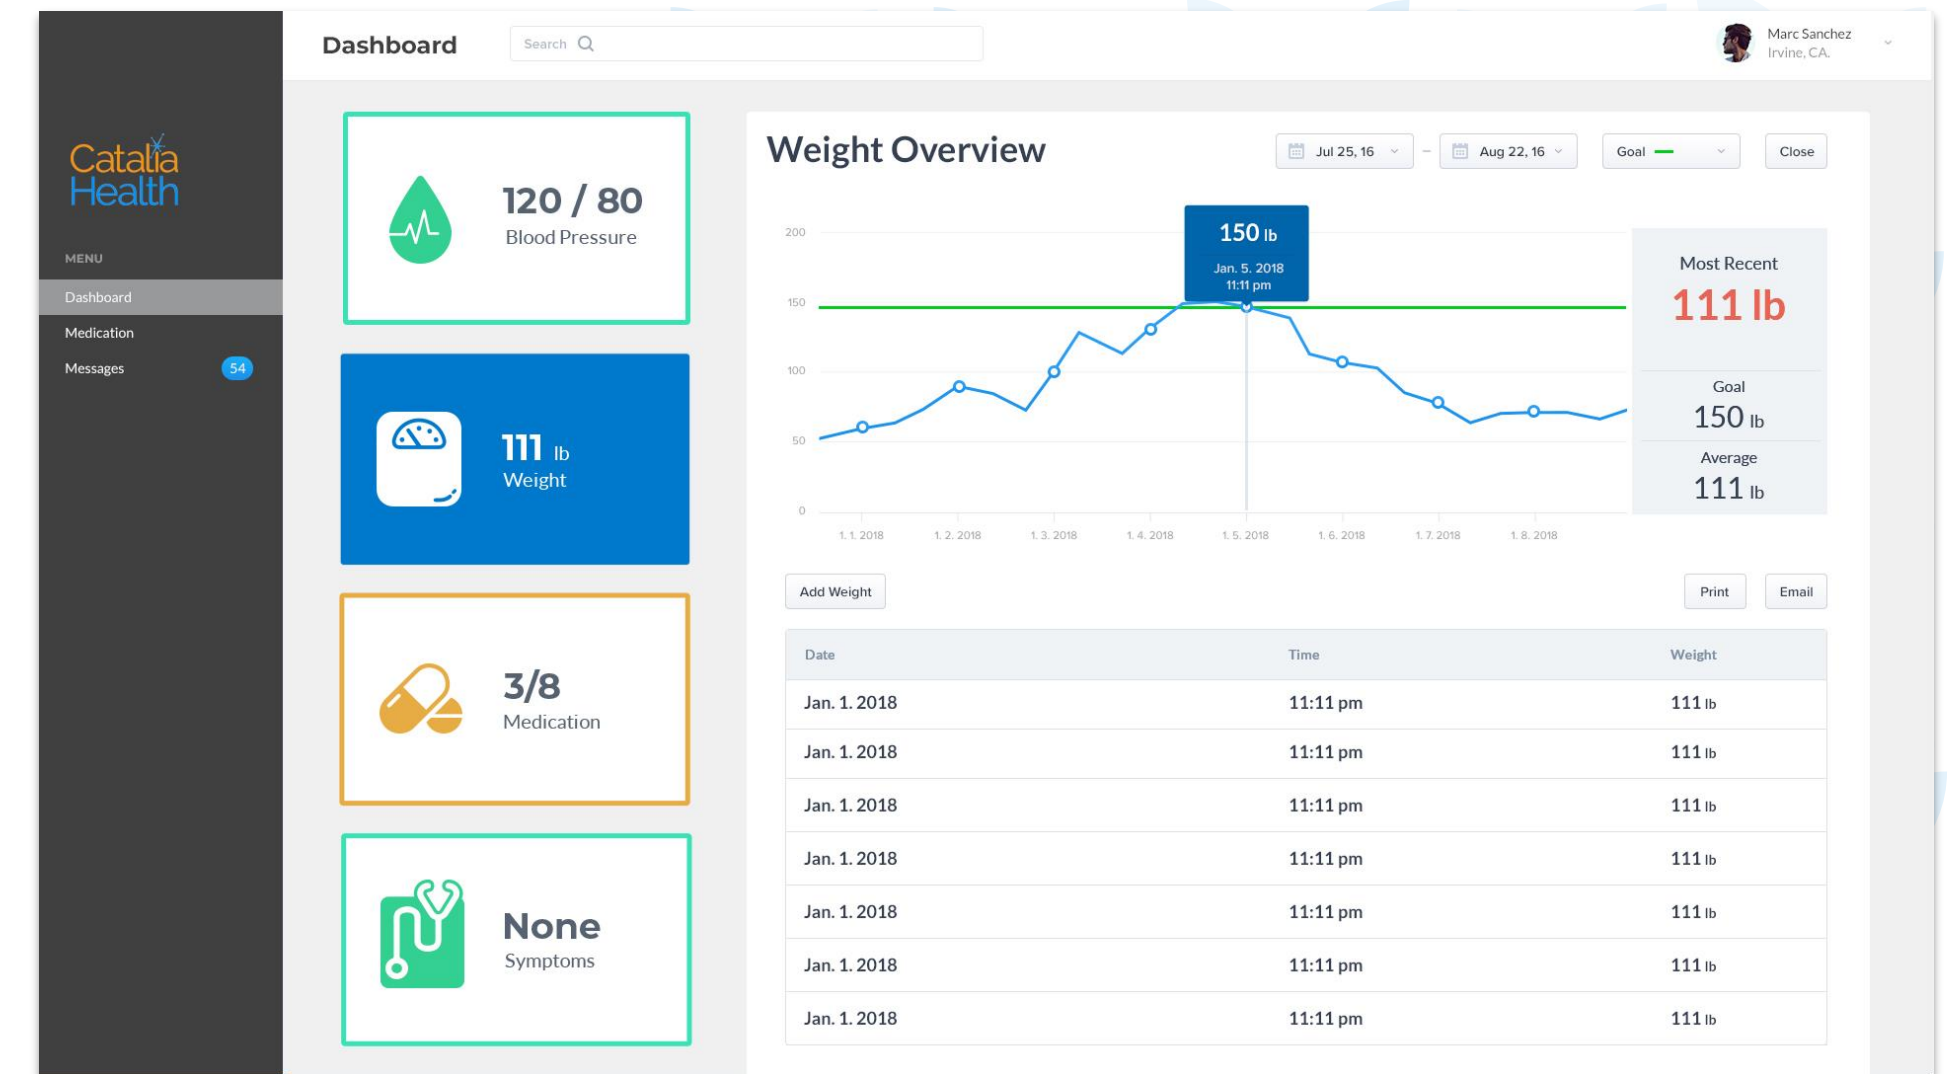 Dashboard
Search
Marc Sanchez
Irvine, CA.
Catalia
Health
MENU
Dashboard
Medication
Messages 54
120 / 80
Blood Pressure
111 lb
Weight
3/8
Medication
None
Symptoms
Weight Overview
Jul 25, 16 – Aug 22, 16 Goal Close
200
150
100
50
0
150 lb
Jan. 5. 2018
11:11 pm
1. 1. 2018 1. 2. 2018 1. 3. 2018 1. 4. 2018 1. 5. 2018 1. 6. 2018 1. 7. 2018 1. 8. 2018
Most Recent
111 lb
Goal
150 lb
Average
111 lb
Add Weight Print Email
Date Time Weight
Jan. 1. 2018 11:11 pm 111 lb
Jan. 1. 2018 11:11 pm 111 lb
Jan. 1. 2018 11:11 pm 111 lb
Jan. 1. 2018 11:11 pm 111 lb
Jan. 1. 2018 11:11 pm 111 lb
Jan. 1. 2018 11:11 pm 111 lb
Jan. 1. 2018 11:11 pm 111 lb